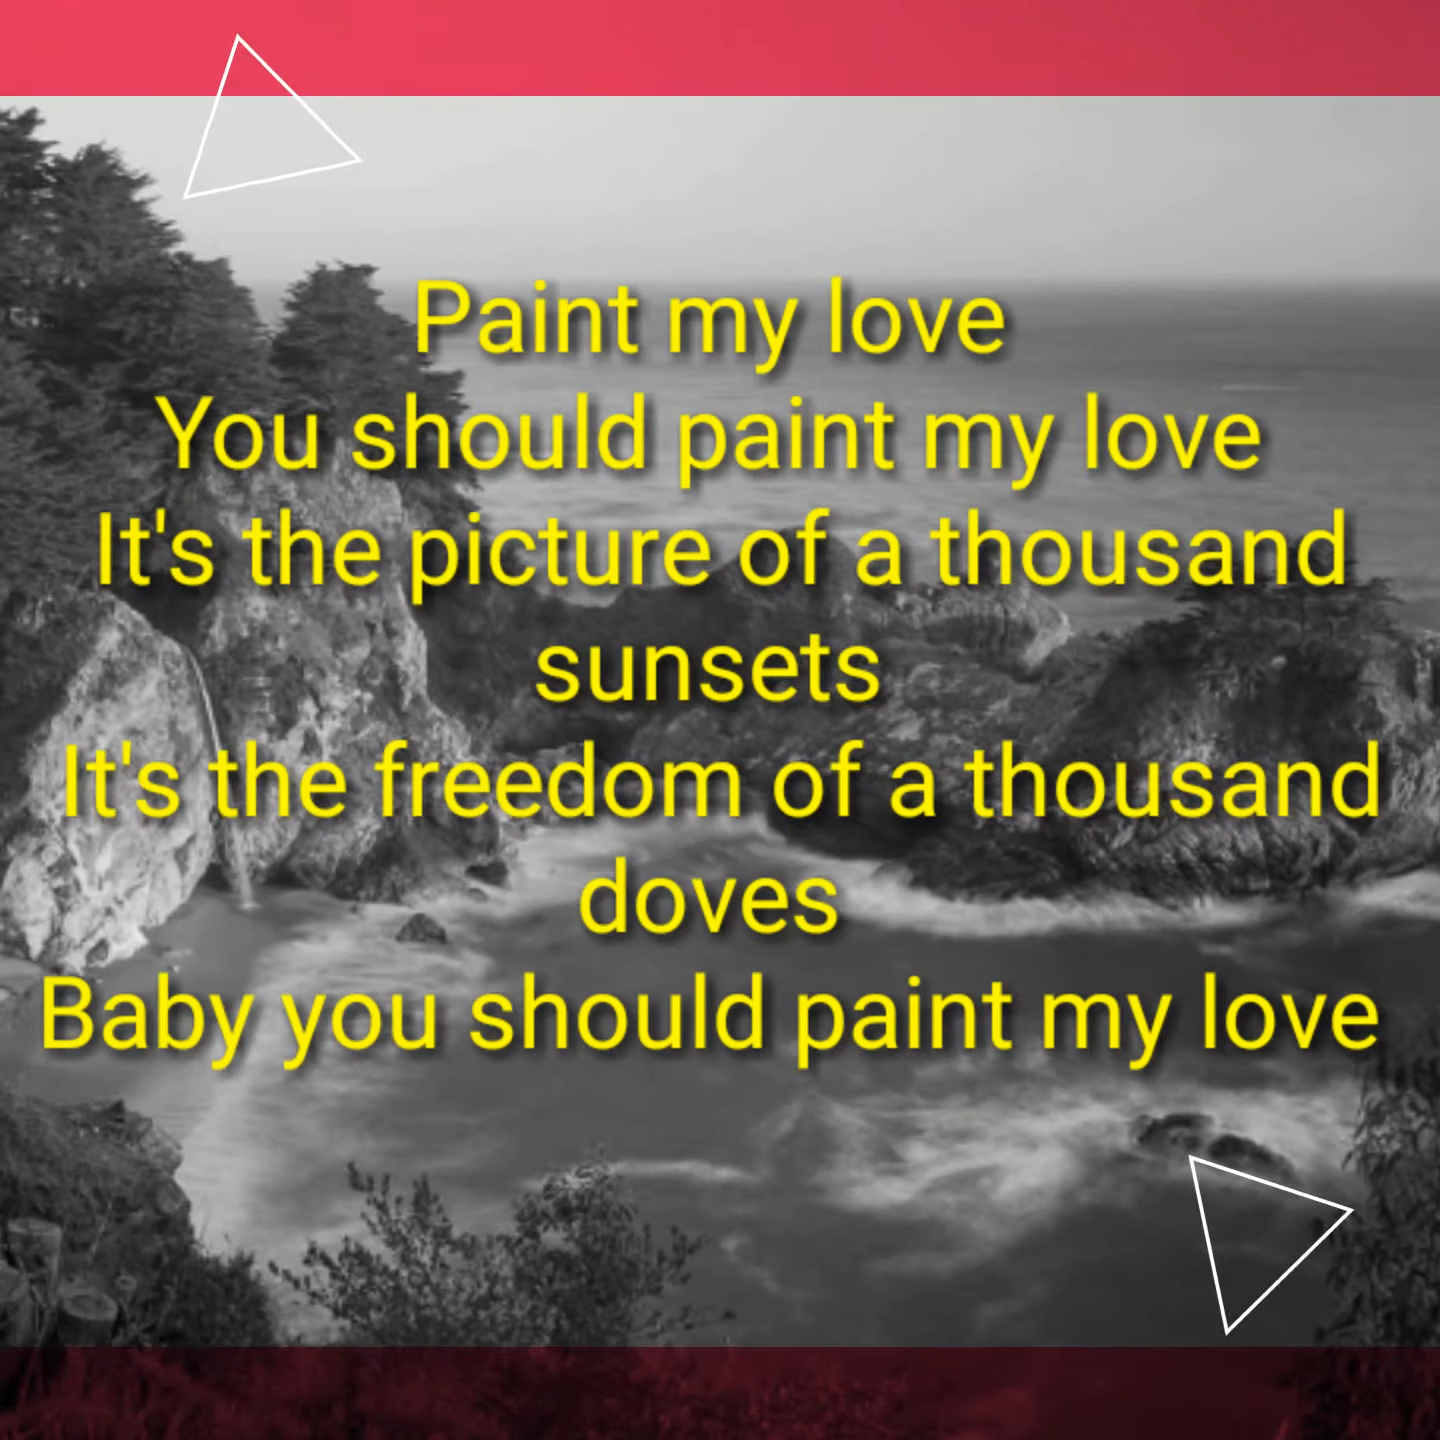 Paint my love
You should paint my love
It's the picture of a thousand
sunsets
It's the freedom of a thousand
doves
Baby you should paint my love